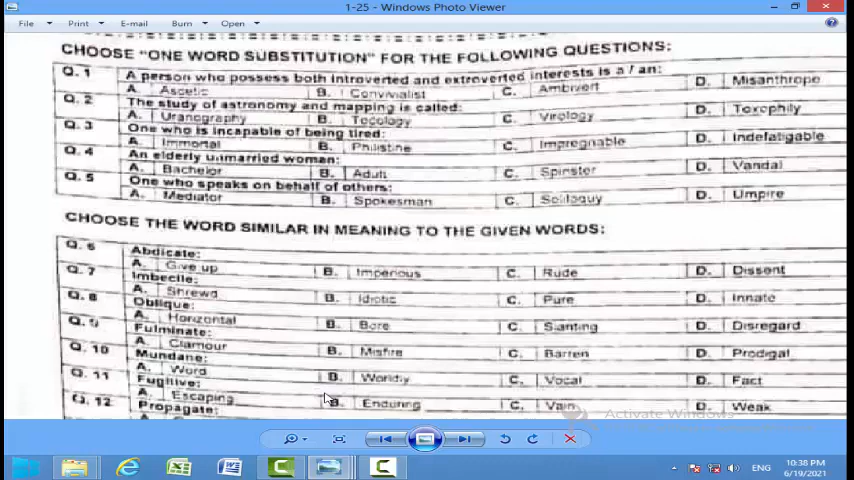 1-25 - Windows Photo Viewer
File Print E-mail Burn Open
CHOOSE "ONE WORD SUBSTITUTION" FOR THE FOLLOWING QUESTIONS:
Q. 1 A person who possess both introverted and extroverted interests is a / an:
A. Ascetic B. Convivialist C. Ambivert D. Misanthrope
Q. 2 The study of astronomy and mapping is called:
A. Uranography B. Tocology C. Virology D. Toxophily
Q. 3 One who is incapable of being tired:
A. Immortal B. Philistine C. Impregnable D. Indefatigable
Q. 4 An elderly unmarried woman:
A. Bachelor B. Adult C. Spinster D. Vandal
Q. 5 One who speaks on behalf of others:
A. Mediator B. Spokesman C. Soliloquy D. Umpire
CHOOSE THE WORD SIMILAR IN MEANING TO THE GIVEN WORDS:
Q. 6 Abdicate:
A. Give up B. Imperious C. Rude D. Dissent
Q. 7 Imbecile:
A. Shrewd B. Idiotic C. Pure D. Innate
Q. 8 Oblique:
A. Horizontal B. Bore C. Slanting D. Disregard
Q. 9 Fulminate:
A. Clamour B. Misfire C. Barren D. Prodigal
Q. 10 Mundane:
A. Word B. Worldly C. Vocal D. Fact
Q. 11 Fugitive:
A. Escaping B. Enduring C. Vain D. Weak
Q. 12 Propagate:
Activate Windows
ENG
10:38 PM
6/19/2021